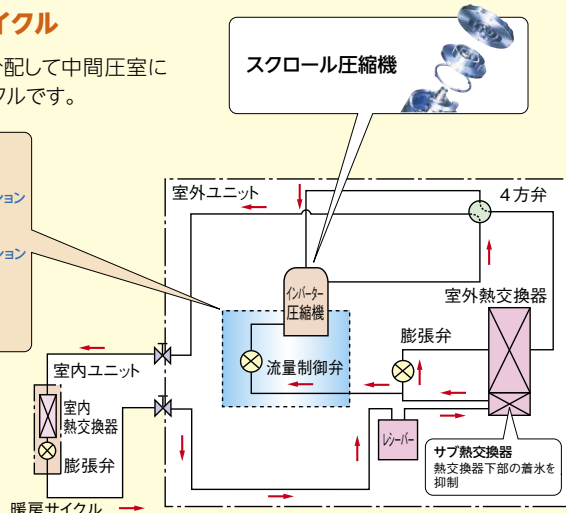 イクル
分配して中間圧室に
クルです。
スクロール圧縮機
ション
ション
室外ユニット
4方弁
インバーター
圧縮機
室外熱交換器
膨張弁
流量制御弁
室内ユニット
室内
熱交換器
膨張弁
レシーバー
サブ熱交換器
熱交換器下部の着氷を
抑制
暖房サイクル